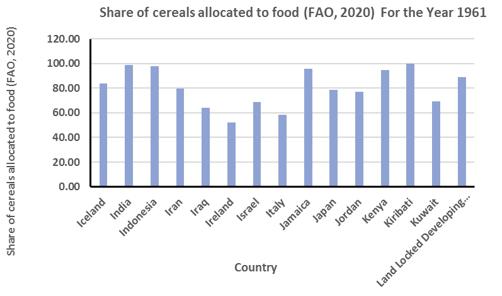 Share of cereals allocated to food (FAO, 2020) For the Year 1961
Share of cereals allocated to food (FAO, 2020)
120.00
100.00
80.00
60.00
40.00
20.00
0.00
Iceland
India
Indonesia
Iran
Iraq
Ireland
Israel
Italy
Jamaica
Japan
Jordan
Kenya
Kiribati
Kuwait
Land Locked Developing...
Country